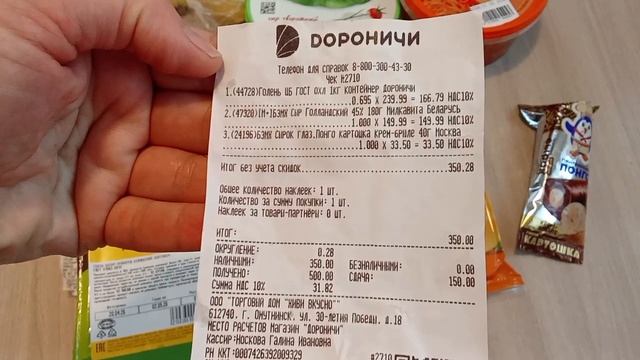 ДОРОНИЧИ
Телефон для справок 8-800-300-43-30
Чек №2710
1.(44728)Голень ЦБ ГОСТ охл 1кг контейнер Дороничи
0.695 x 239.99 = 166.79 НДС10%
2.(47920)[М-1БМЖ Сыр Голландский 45% 180г Милкавита Беларусь
1.000 x 149.99 = 149.99 НДС10%
3.(24196)БЗМЖ Сырок глаз.Понго картошка крем-брюле 40г Москва
1.000 x 33.50 = 33.50 НДС10%
Итог без учета скидок 350.28
Общее количество наклеек: 1 шт.
Количество за сумму покупки: 1 шт.
Наклеек за товары-партнеры: 0 шт.
ИТОГ: 350.00
ОКРУГЛЕНИЕ: 0.28
НАЛИЧНЫМИ: 350.00 БЕЗНАЛИЧНЫМИ: 0.00
ПОЛУЧЕНО: 500.00 СДАЧА: 150.00
Сумма НДС 10% 31.82
ООО "ТОРГОВЫЙ ДОМ "ЖИВИ ВКУСНО""
612740, г. Омутнинск, ул. 30-летия Победы, д.18
МЕСТО РАСЧЕТОВ Магазин "Дороничи"
Кассир:Носкова Галина Ивановна
РН ККТ:0007426392009329
№2710
КАРТОШКА